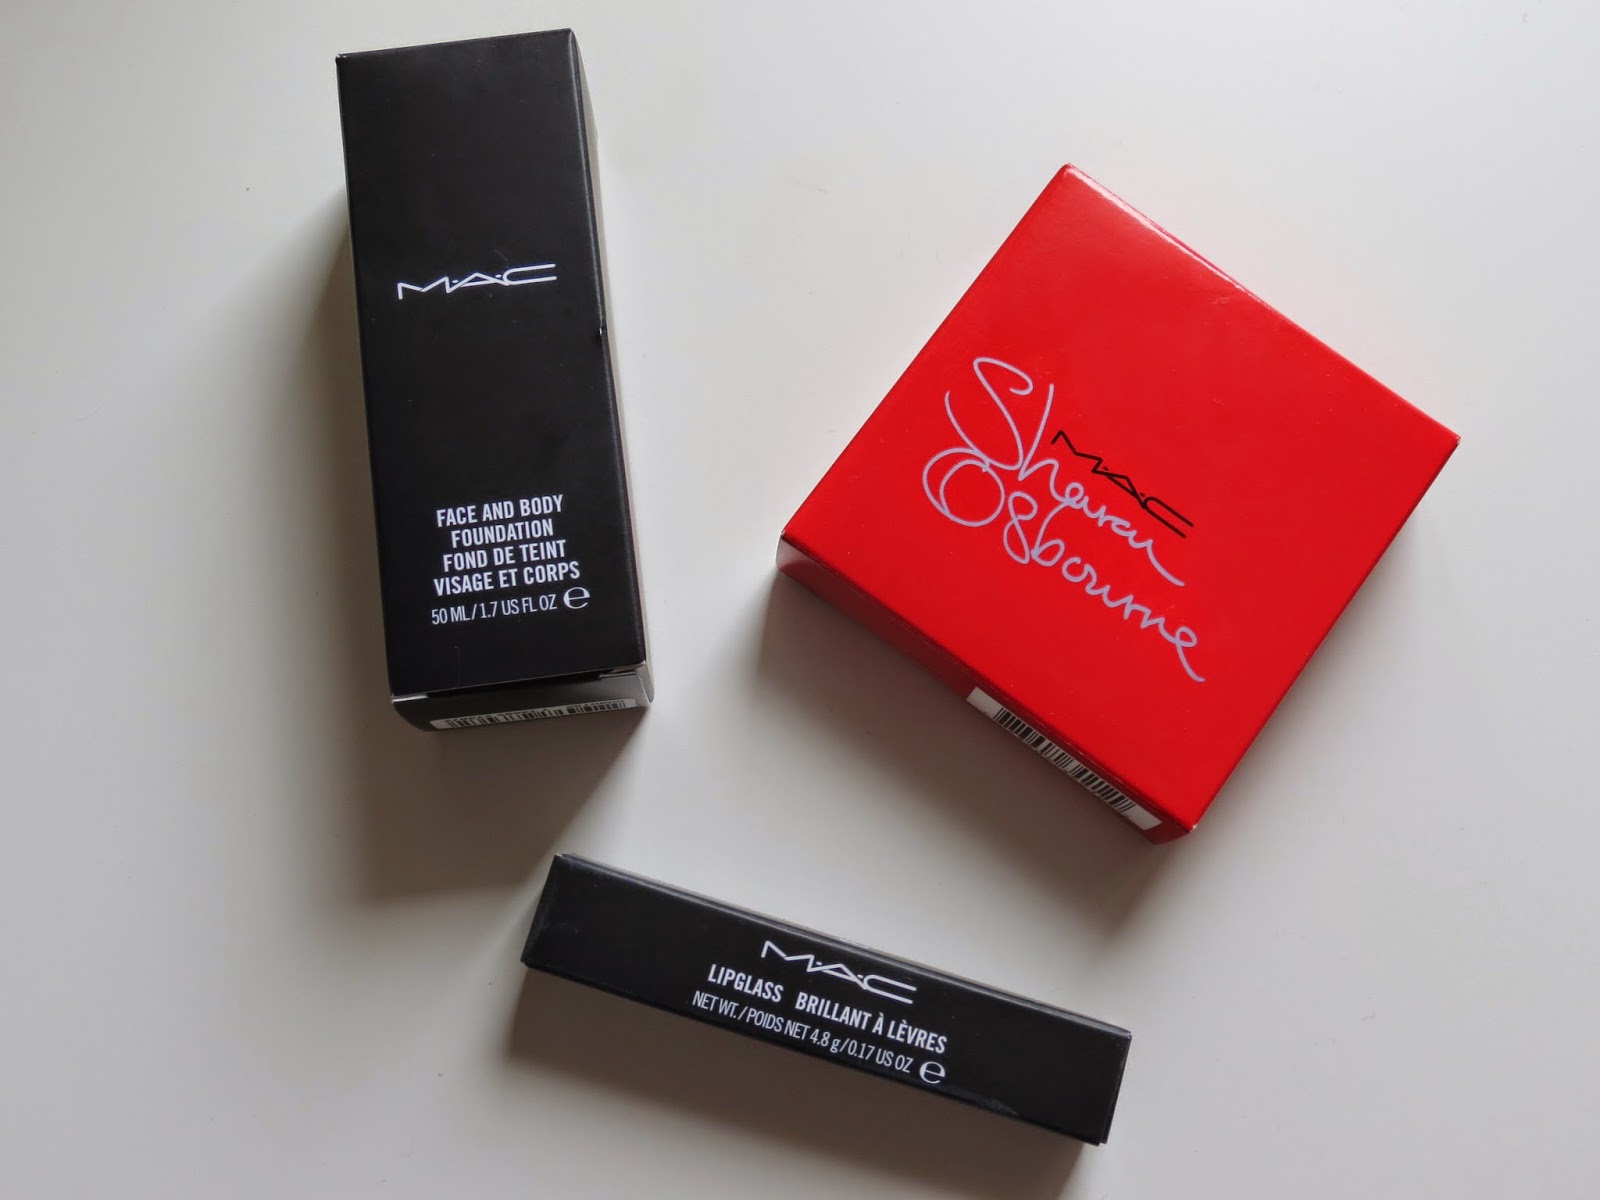 M·A·C
FACE AND BODY
FOUNDATION
FOND DE TEINT
VISAGE ET CORPS
50 ML / 1.7 US FL OZ ℮
M·A·C
Sharon
Osbourne
M·A·C
LIPGLASS BRILLANT À LÈVRES
NET WT. / POIDS NET 4.8 g / 0.17 US OZ ℮